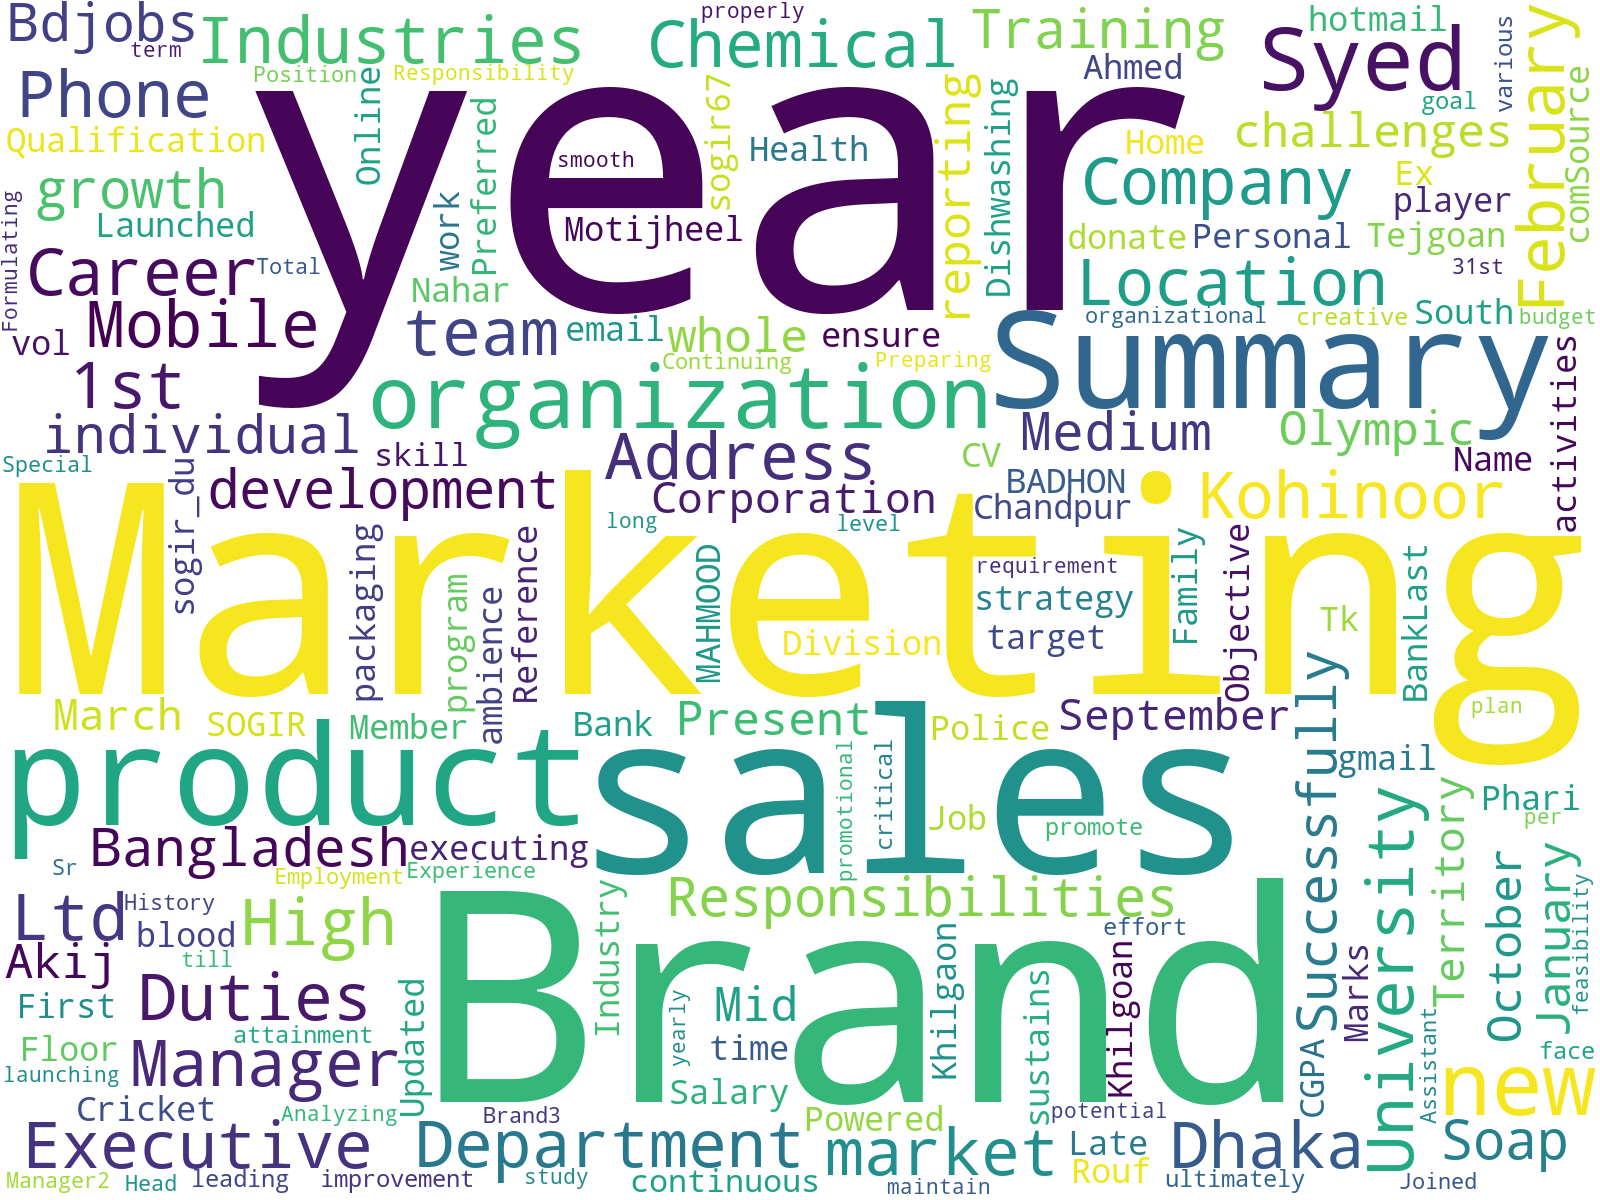 Bdjobs
term
Industries
properly
Chemical
Training
hotmail
Syed
February
various
comSource
Phone
Position
Responsibility
Online
Preferred
year
sogir67
reporting
Dishwashing
Ahmed
goal
Qualification
smooth
Health
Home
challenges
growth
Launched
work
Motijheel
Company
Ex
player
Formulating
Career
Total
Nahar
donate
Personal
Tejgoan
31st
Location
vol
Mobile
team
email
whole
ensure
organizational
creative
South
budget
Continuing
Preparing
Summary
1st
organization
activities
individual
skill
Address
CV
Medium
Olympic
Name
Special
sogir_du
development
Corporation
BADHON
Chandpur
Kohinoor
long
level
Marketing
packaging
program
ambience
Reference
MAHMOOD
Division
requirement
strategy
target
Family
Objective
Tk
BankLast
March
SOGIR
Member
Bank
Present
Police
September
plan
product
sales
promotional
critical
Successfully
gmail
Job
promote
Phari
per
Territory
Bangladesh
executing
Sr
Employment
Experience
University
October
January
feasibility
Ltd
History
blood
High
Brand
Industry
Responsibilities
effort
Akij
till
Khilgaon
Khilgoan
Marks
First
Duties
attainment
Updated
yearly
Mid
time
sustains
CGPA
Assistant
face
Floor
launching
Manager
Salary
new
Cricket
Analyzing
Brand3
Powered
potential
Executive
Department
market
Late
Rouf
Dhaka
Soap
Manager2
Head
leading
improvement
study
continuous
maintain
ultimately
Joined